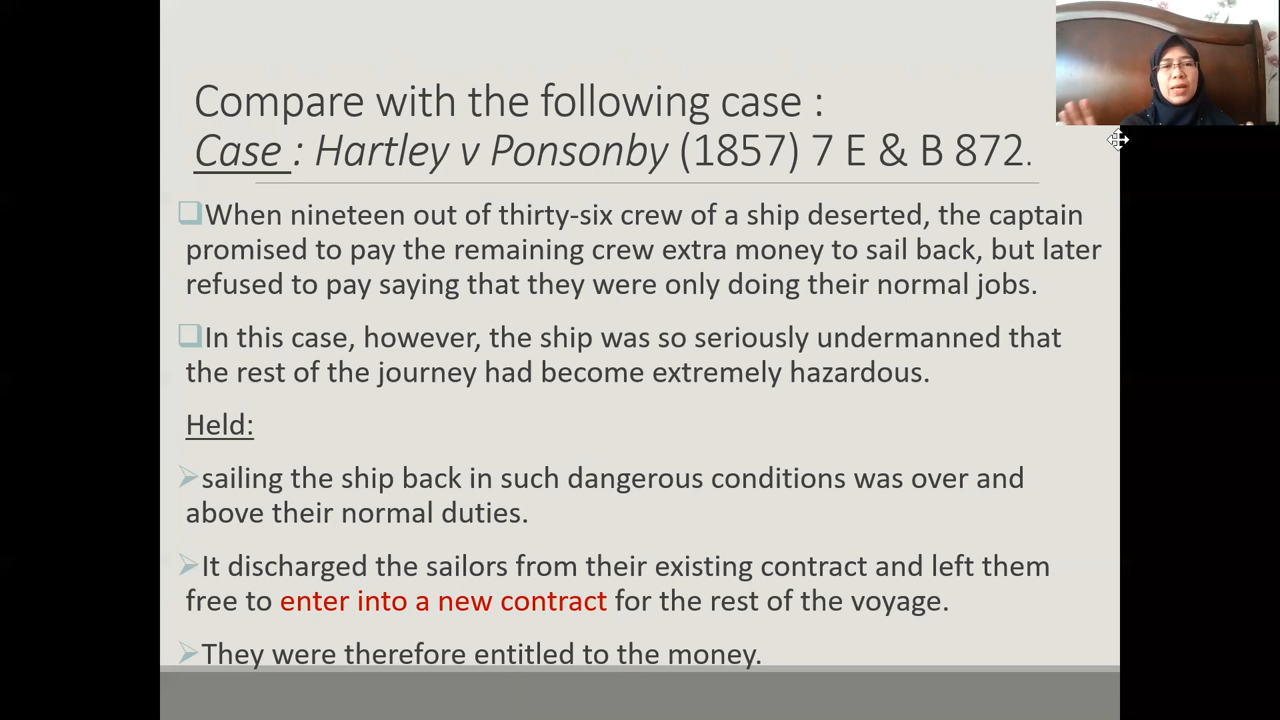 Compare with the following case :
Case : Hartley v Ponsonby (1857) 7 E & B 872.
When nineteen out of thirty-six crew of a ship deserted, the captain
promised to pay the remaining crew extra money to sail back, but later
refused to pay saying that they were only doing their normal jobs.
In this case, however, the ship was so seriously undermanned that
the rest of the journey had become extremely hazardous.
Held:
sailing the ship back in such dangerous conditions was over and
above their normal duties.
It discharged the sailors from their existing contract and left them
free to enter into a new contract for the rest of the voyage.
They were therefore entitled to the money.